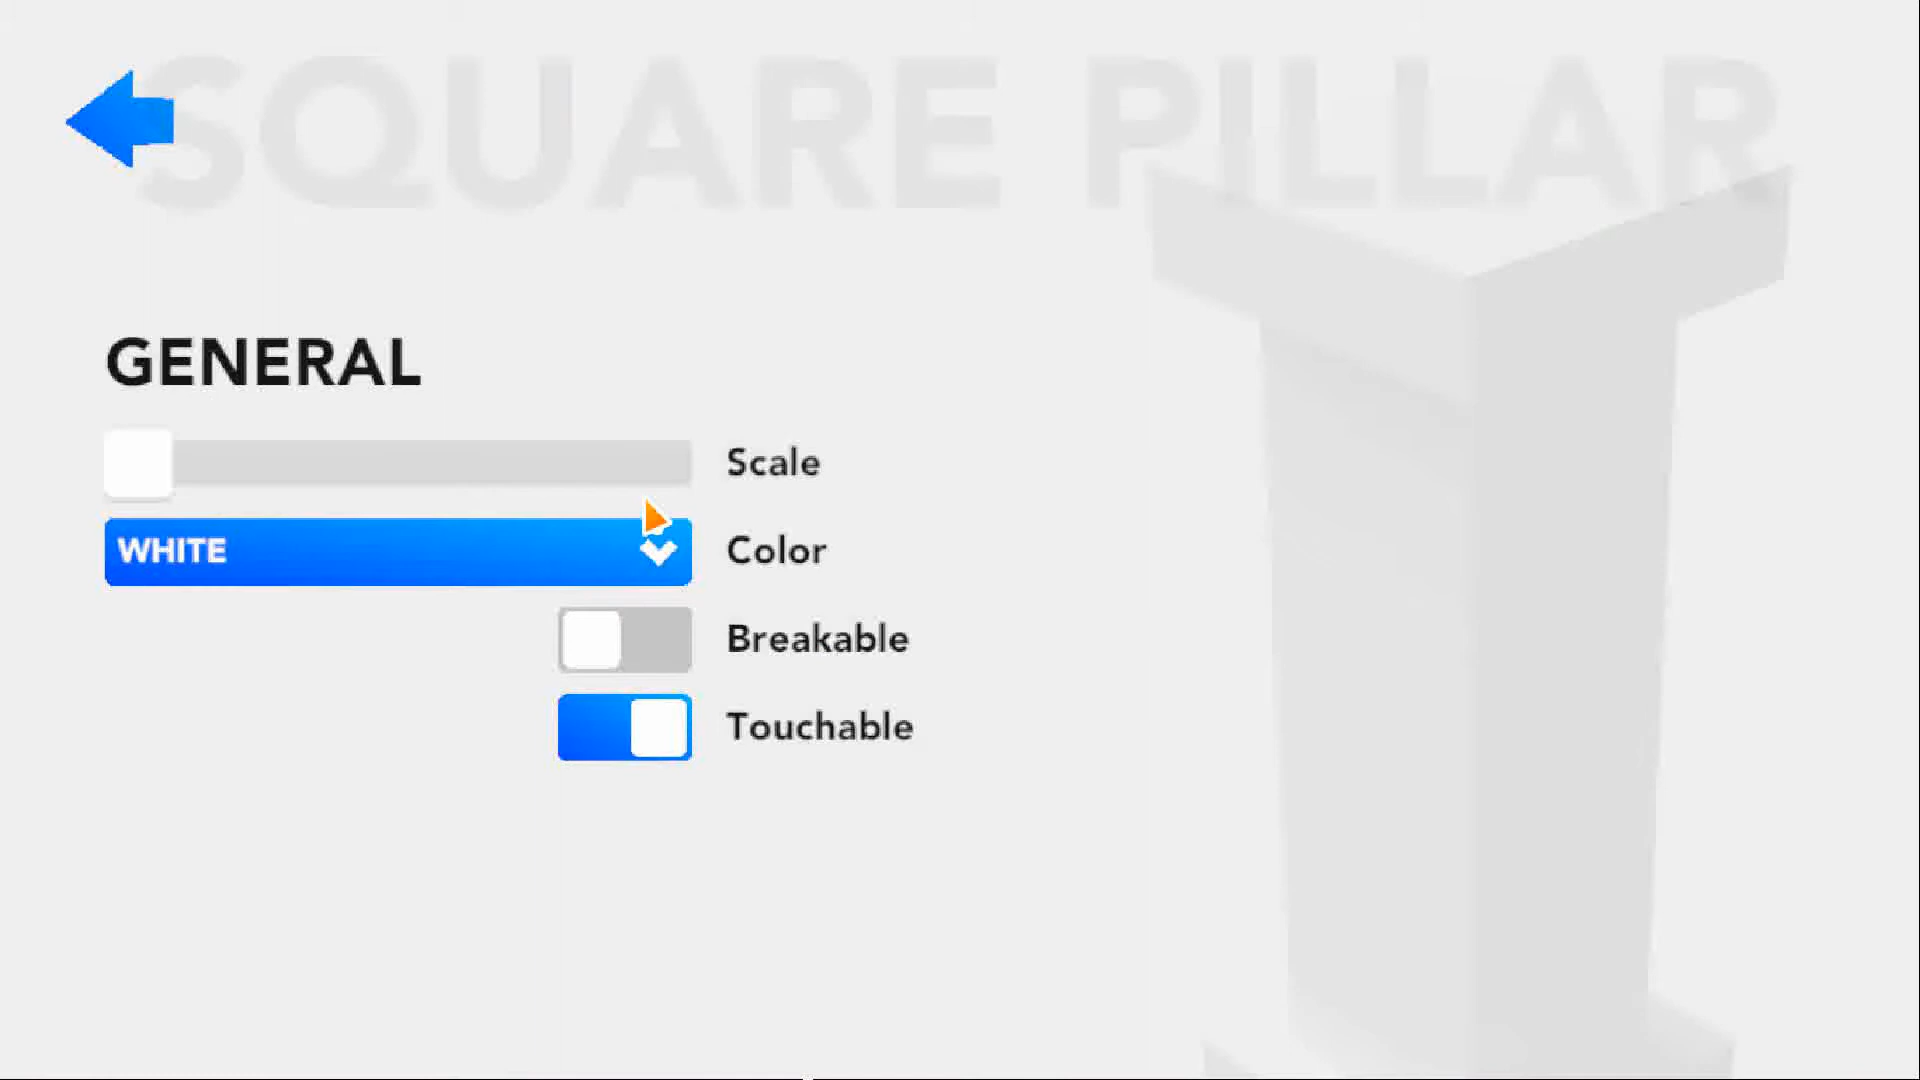 SQUARE PILLAR
GENERAL
Scale
WHITE
Color
Breakable
Touchable